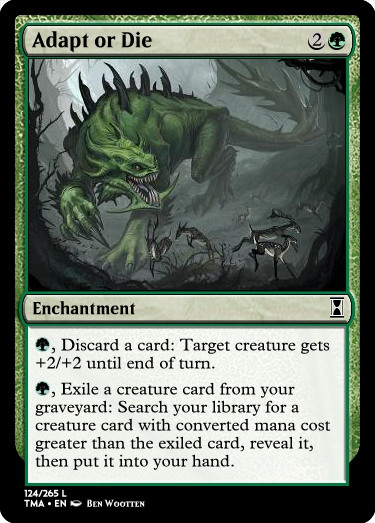 Adapt or Die 2
Enchantment
, Discard a card: Target creature gets
+2/+2 until end of turn.
, Exile a creature card from your
graveyard: Search your library for a
creature card with converted mana cost
greater than the exiled card, reveal it,
then put it into your hand.
124/265 L
TMA • EN Ben Wootten